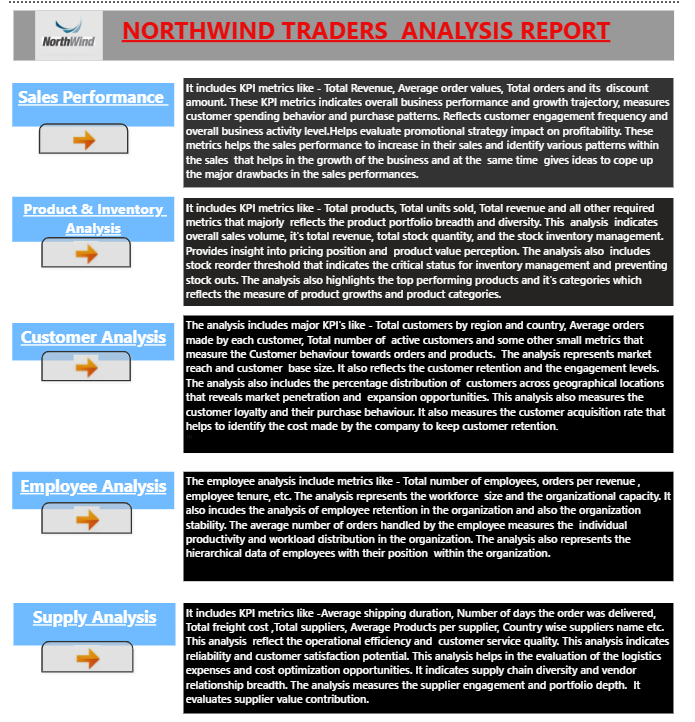 NorthWind
NORTHWIND TRADERS ANALYSIS REPORT
Sales Performance
It includes KPI metrics like - Total Revenue, Average order values, Total orders and its discount
amount. These KPI metrics indicates overall business performance and growth trajectory, measures
customer spending behavior and purchase patterns. Reflects customer engagement frequency and
overall business activity level.Helps evaluate promotional strategy impact on profitability. These
metrics helps the sales performance to increase in their sales and identify various patterns within
the sales that helps in the growth of the business and at the same time gives ideas to cope up
the major drawbacks in the sales performances.
Product & Inventory
Analysis
It includes KPI metrics like - Total products, Total units sold, Total revenue and all other required
metrics that majorly reflects the product portfolio breadth and diversity. This analysis indicates
overall sales volume, it's total revenue, total stock quantity, and the stock inventory management.
Provides insight into pricing position and product value perception. The analysis also includes
stock reorder threshold that indicates the critical status for inventory management and preventing
stock outs. The analysis also highlights the top performing products and it's categories which
reflects the measure of product growths and product categories.
Customer Analysis
The analysis includes major KPI's like - Total customers by region and country, Average orders
made by each customer, Total number of active customers and some other small metrics that
measure the Customer behaviour towards orders and products. The analysis represents market
reach and customer base size. It also reflects the customer retention and the engagement levels.
The analysis also includes the percentage distribution of customers across geographical locations
that reveals market penetration and expansion opportunities. This analysis also measures the
customer loyalty and their purchase behaviour. It also measures the customer acquisition rate that
helps to identify the cost made by the company to keep customer retention.
Employee Analysis
The employee analysis include metrics like - Total number of employees, orders per revenue ,
employee tenure, etc. The analysis represents the workforce size and the organizational capacity. It
also incudes the analysis of employee retention in the organization and also the organization
stability. The average number of orders handled by the employee measures the individual
productivity and workload distribution in the organization. The analysis also represents the
hierarchical data of employees with their position within the organization.
Supply Analysis
It includes KPI metrics like -Average shipping duration, Number of days the order was delivered,
Total freight cost ,Total suppliers, Average Products per supplier, Country wise suppliers name etc.
This analysis reflect the operational efficiency and customer service quality. This analysis indicates
reliability and customer satisfaction potential. This analysis helps in the evaluation of the logistics
expenses and cost optimization opportunities. It indicates supply chain diversity and vendor
relationship breadth. The analysis measures the supplier engagement and portfolio depth. It
evaluates supplier value contribution.